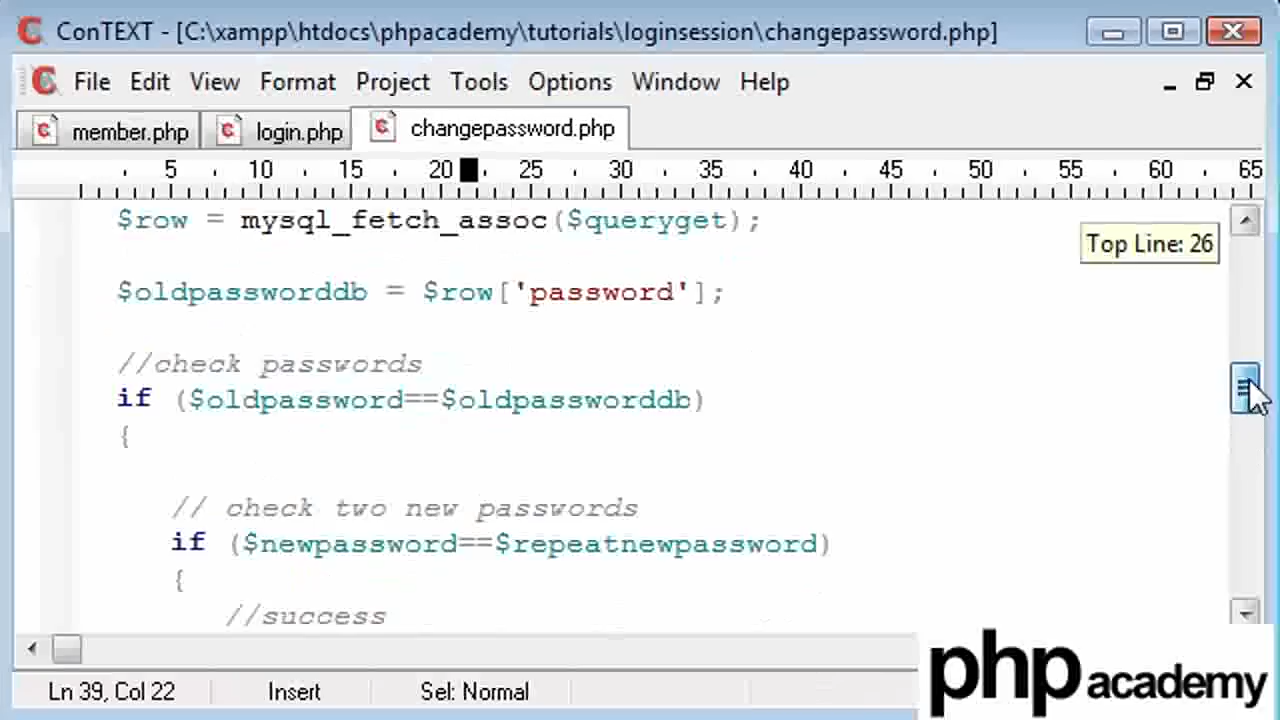 ConTEXT - [C:\xampp\htdocs\phpacademy\tutorials\loginsession\changepassword.php]
File Edit View Format Project Tools Options Window Help
member.php login.php changepassword.php
5 10 15 20 25 30 35 40 45 50 55 60 65
$row = mysql_fetch_assoc($queryget);
Top Line: 26
$oldpassworddb = $row['password'];
//check passwords
if ($oldpassword==$oldpassworddb)
{
// check two new passwords
if ($newpassword==$repeatnewpassword)
{
//success
Ln 39, Col 22 Insert Sel: Normal
php academy